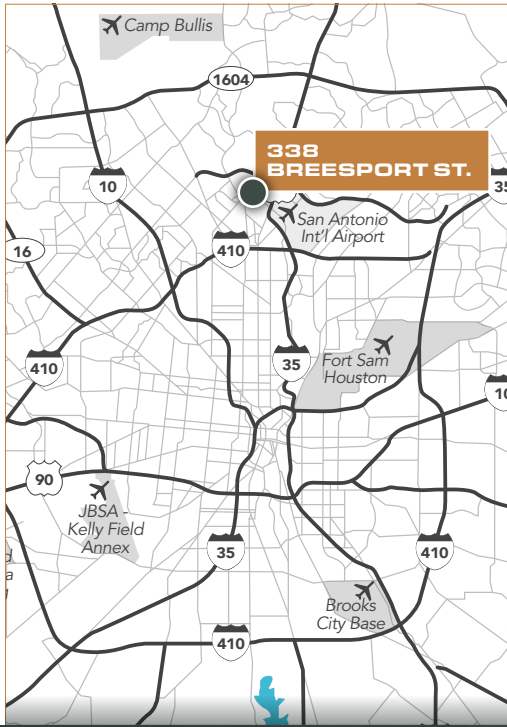 Camp Bullis
1604
338
BREESPORT ST.
10
35
San Antonio
Int'l Airport
16
410
35
Fort Sam
Houston
410
10
90
JBSA -
Kelly Field
Annex
35
410
Brooks
City Base
410